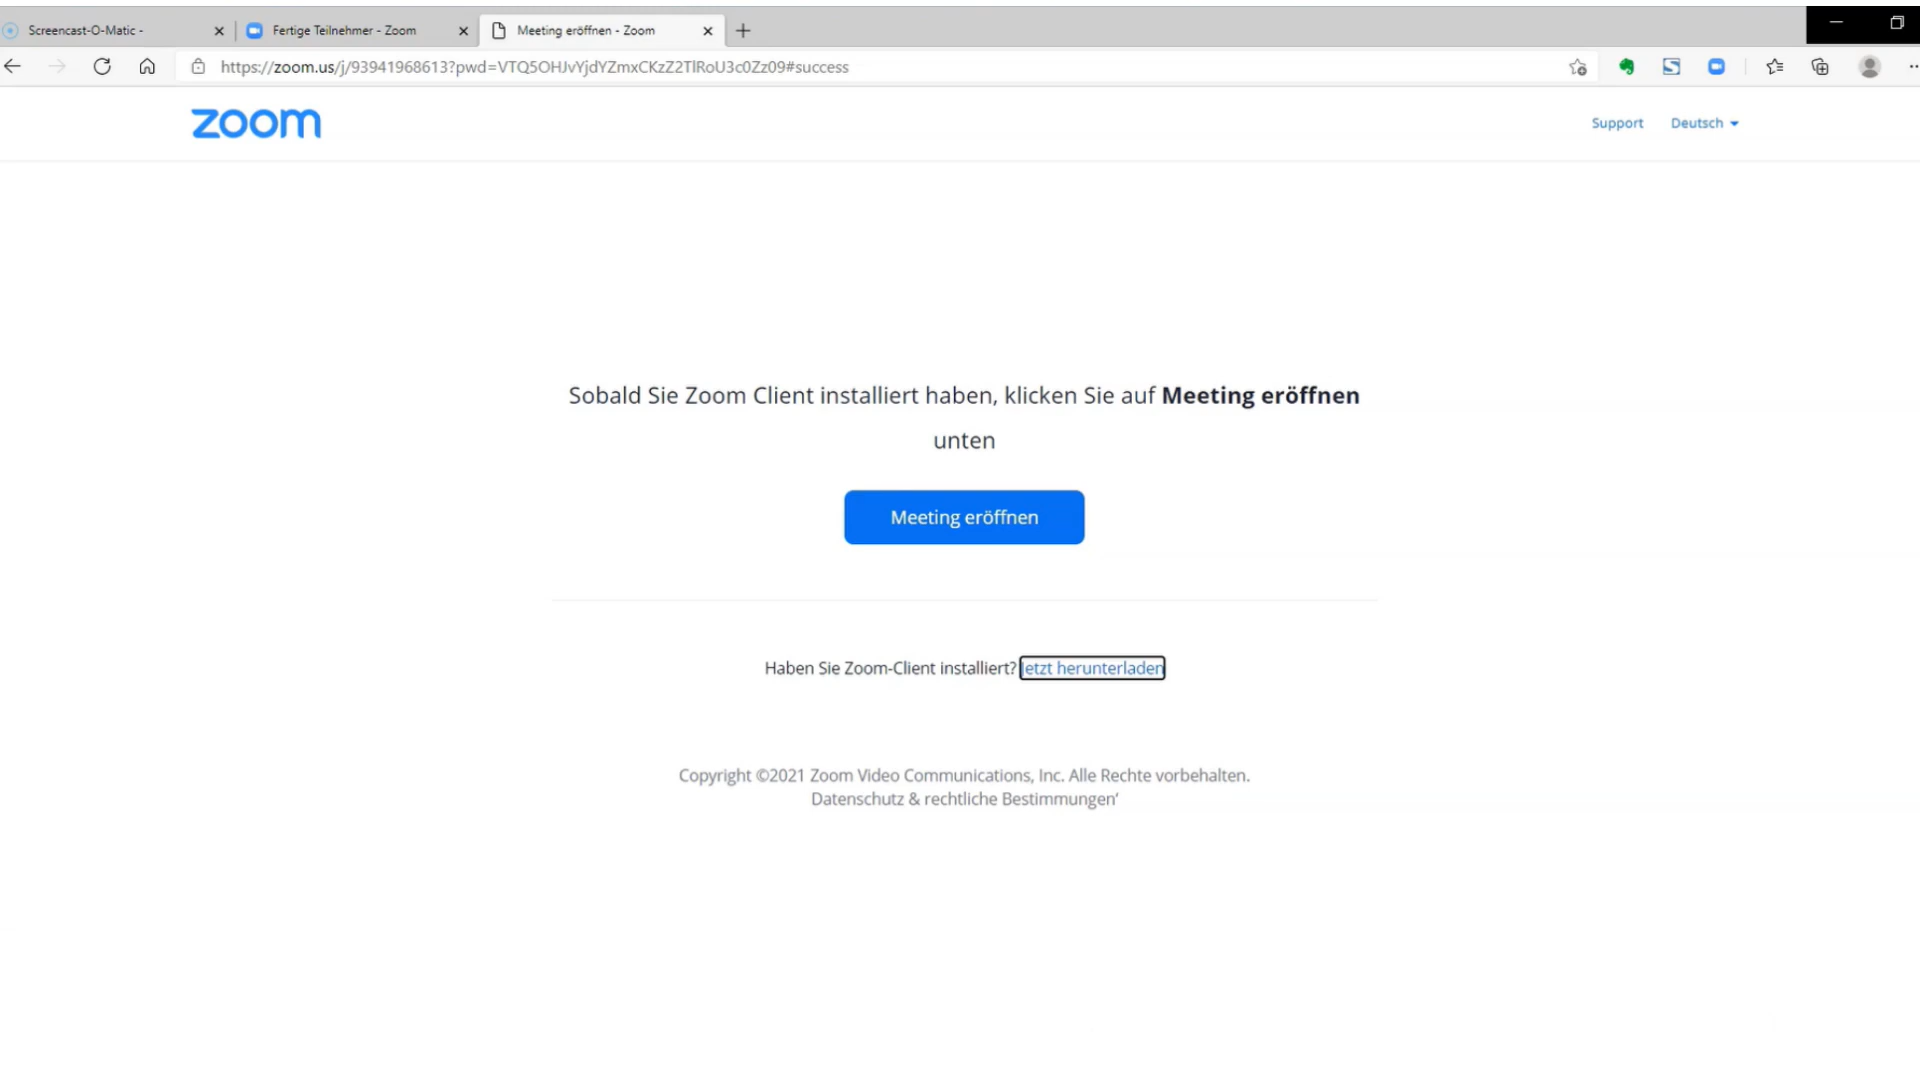 Screencast-O-Matic -
Fertige Teilnehmer - Zoom
Meeting eröffnen - Zoom
https://zoom.us/j/93941968613?pwd=VTQ5OHJvYjdYZmxCKzZ2TlRoU3c0Zz09#success
zoom
Support
Deutsch
Sobald Sie Zoom Client installiert haben, klicken Sie auf Meeting eröffnen
unten
Meeting eröffnen
Haben Sie Zoom-Client installiert? Jetzt herunterladen
Copyright ©2021 Zoom Video Communications, Inc. Alle Rechte vorbehalten.
Datenschutz & rechtliche Bestimmungen'